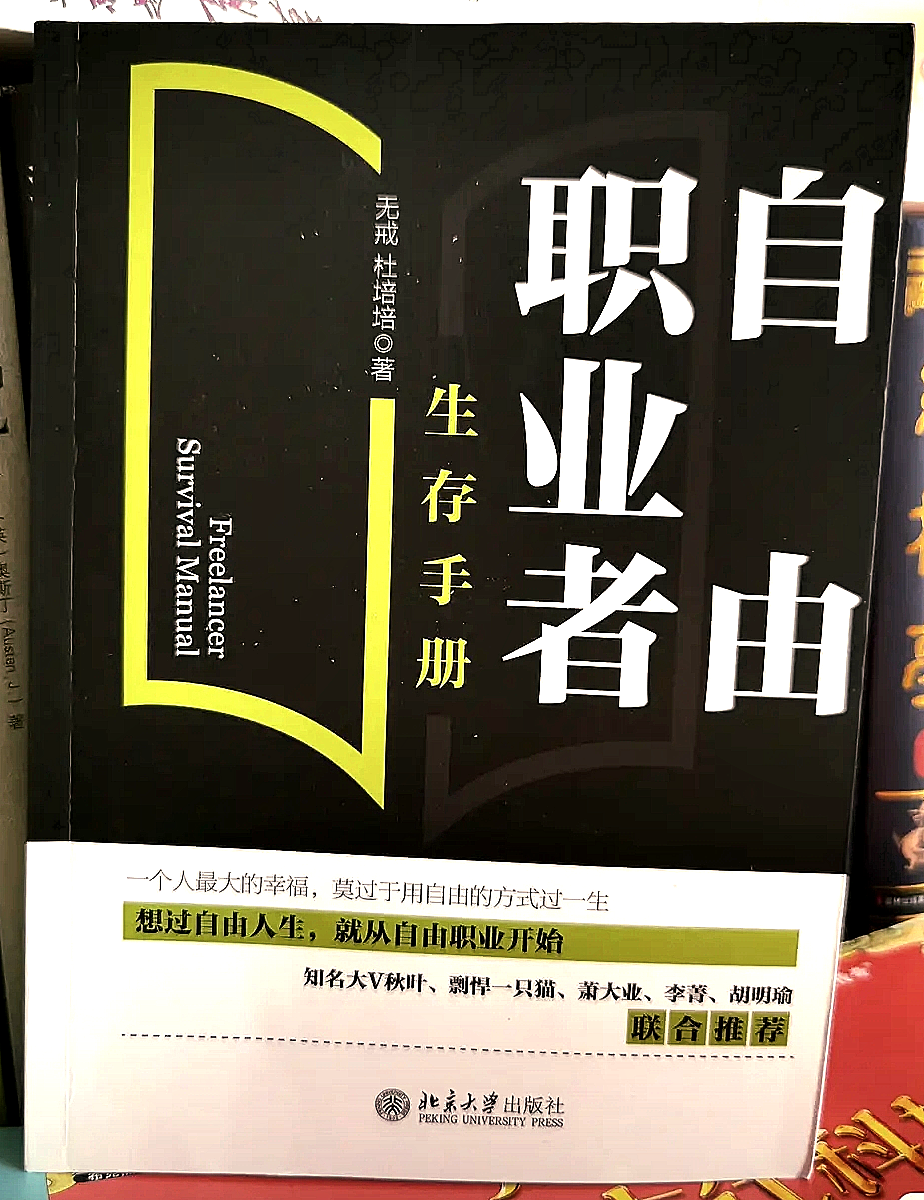 自由
职业者
生存手册
无戒 杜培培◎著
Freelancer
Survival Manual
一个人最大的幸福，莫过于用自由的方式过一生
想过自由人生，就从自由职业开始
知名大V秋叶、剽悍一只猫、萧大业、李菁、胡明瑜
联合推荐
北京大学出版社
PEKING UNIVERSITY PRESS